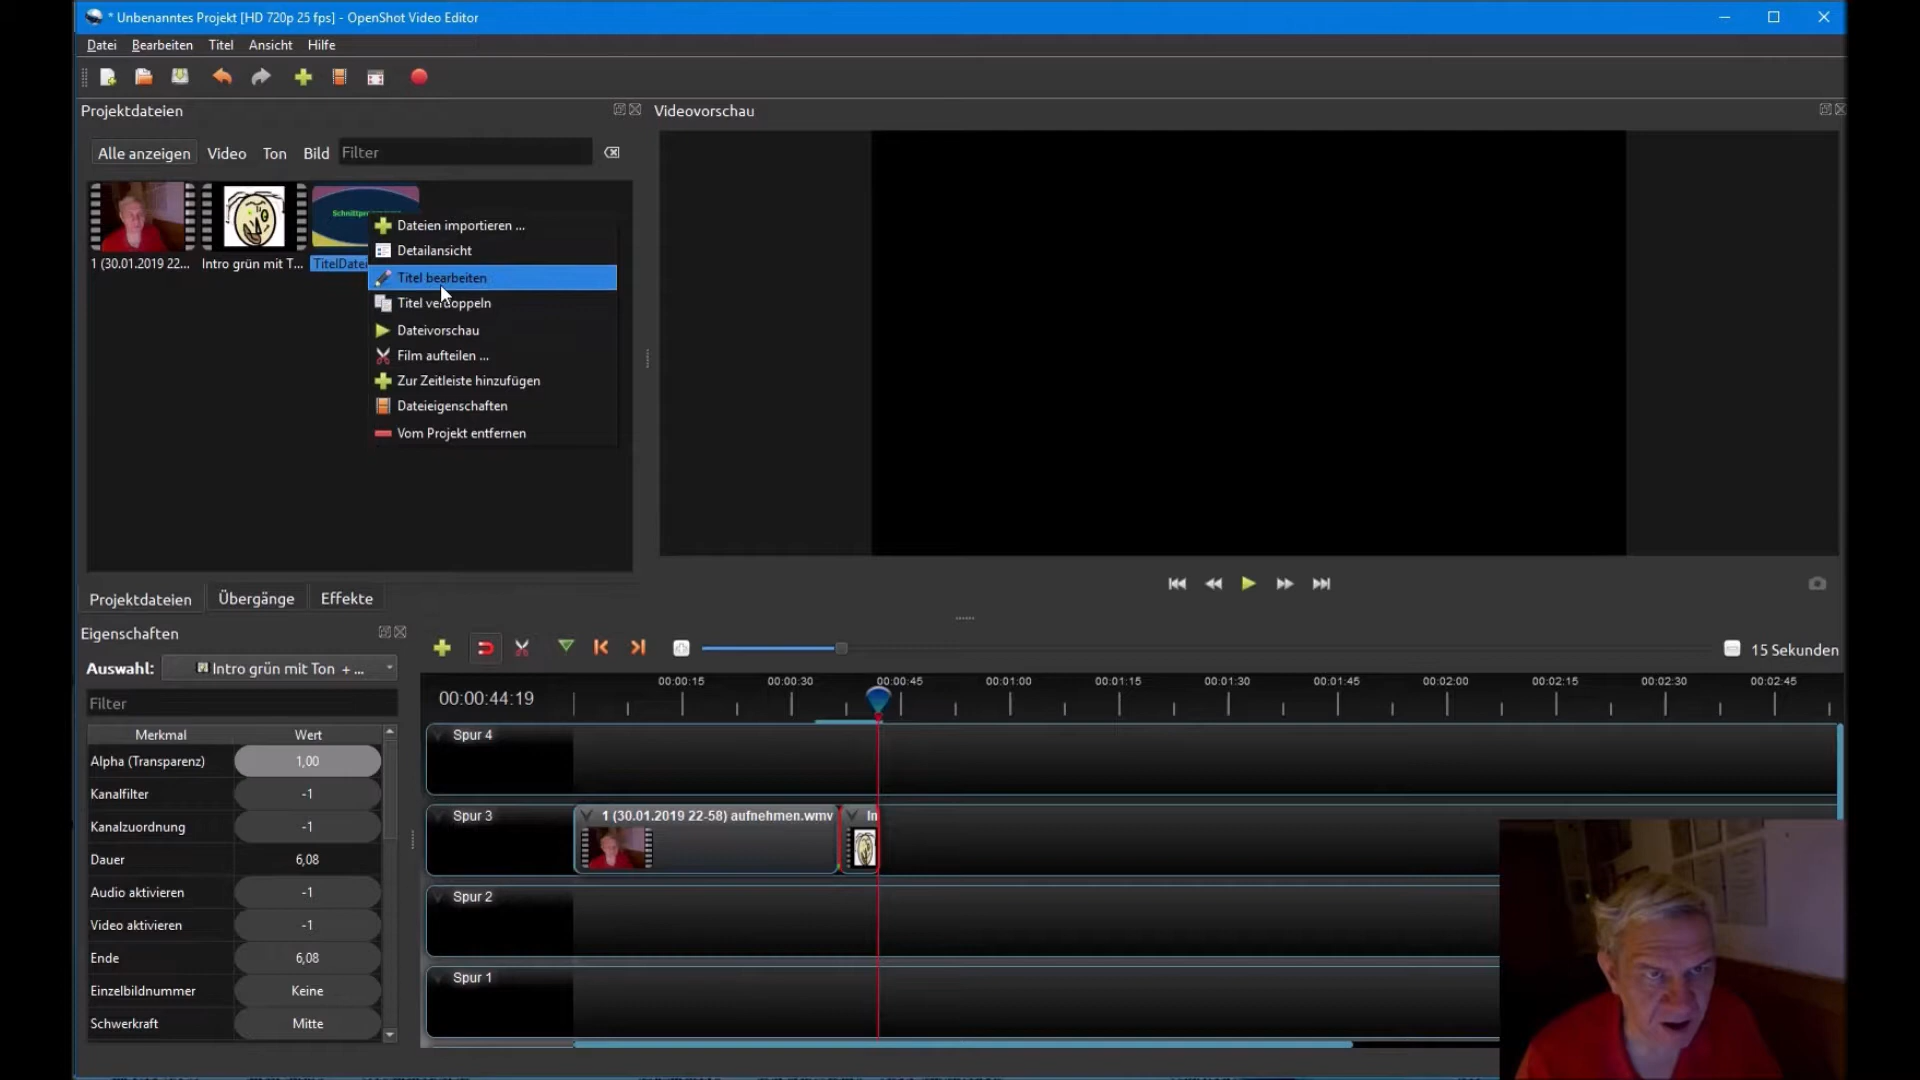 * Unbenanntes Projekt [HD 720p 25 fps] - OpenShot Video Editor
Datei Bearbeiten Titel Ansicht Hilfe
Projektdateien
Videovorschau
Alle anzeigen Video Ton Bild Filter
Schnittpr
1 (30.01.2019 22... Intro grün mit T... TitelDatei
Dateien importieren ...
Detailansicht
Titel bearbeiten
Titel verdoppeln
Dateivorschau
Film aufteilen ...
Zur Zeitleiste hinzufügen
Dateieigenschaften
Vom Projekt entfernen
Projektdateien Übergänge Effekte
Eigenschaften
Auswahl: Intro grün mit Ton + ...
Filter
Merkmal Wert
Alpha (Transparenz) 1,00
Kanalfilter -1
Kanalzuordnung -1
Dauer 6,08
Audio aktivieren -1
Video aktivieren -1
Ende 6,08
Einzelbildnummer Keine
Schwerkraft Mitte
15 Sekunden
00:00:44:19
00:00:15 00:00:30 00:00:45 00:01:00 00:01:15 00:01:30 00:01:45 00:02:00 00:02:15 00:02:30 00:02:45
Spur 4
Spur 3
1 (30.01.2019 22-58) aufnehmen.wmv
In
Spur 2
Spur 1